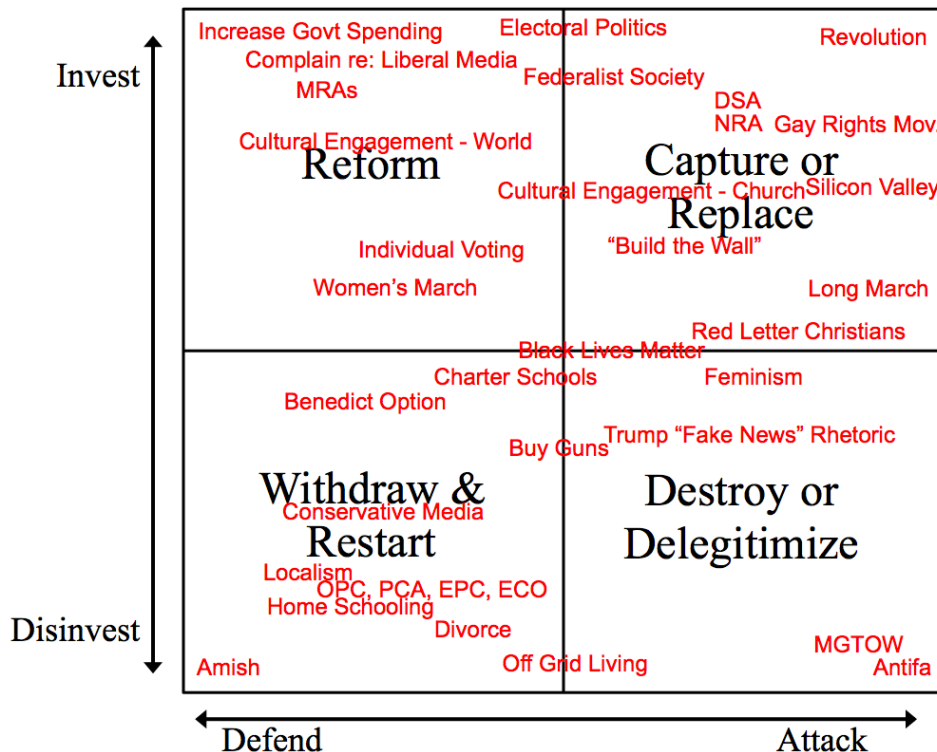 Increase Govt Spending
Electoral Politics
Revolution
Complain re: Liberal Media
Invest
Federalist Society
MRAs
DSA
NRA
Gay Rights Mov.
Cultural Engagement - World
Reform
Capture or
Cultural Engagement - Church
Silicon Valley
Replace
Individual Voting
“Build the Wall”
Women’s March
Long March
Red Letter Christians
Black Lives Matter
Charter Schools
Feminism
Benedict Option
Trump “Fake News” Rhetoric
Buy Guns
Withdraw &
Destroy or
Conservative Media
Restart
Delegitimize
Localism
OPC, PCA, EPC, ECO
Home Schooling
Disinvest
Divorce
MGTOW
Amish
Off Grid Living
Antifa
Defend
Attack